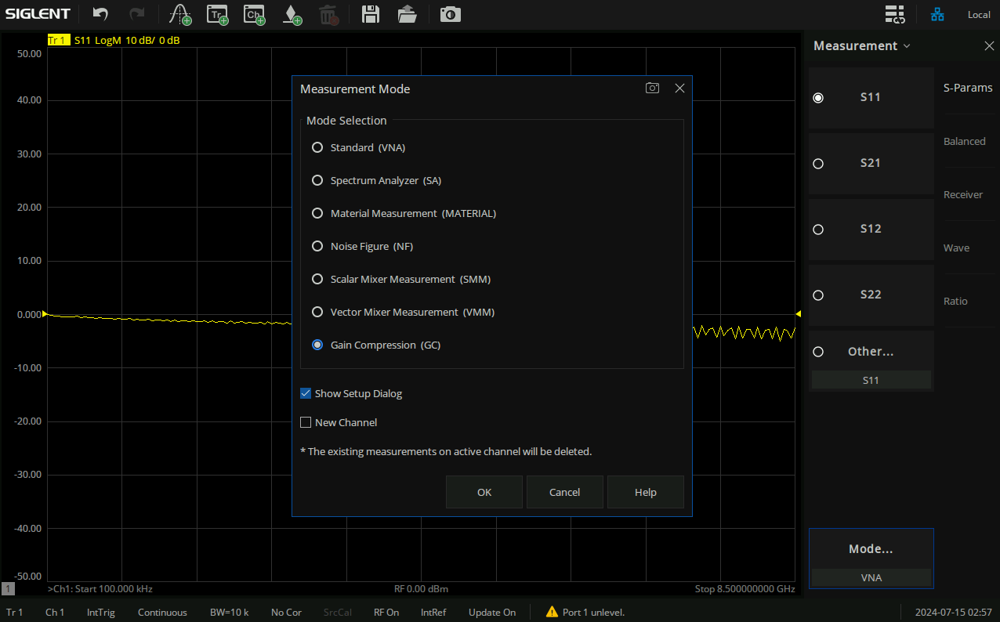 SIGLENT
Tr
Ch
Local
Tr 1 S11 LogM 10 dB/ 0 dB
50.00
40.00
30.00
20.00
10.00
0.000
-10.00
-20.00
-30.00
-40.00
-50.00
Measurement Mode
Mode Selection
Standard (VNA)
Spectrum Analyzer (SA)
Material Measurement (MATERIAL)
Noise Figure (NF)
Scalar Mixer Measurement (SMM)
Vector Mixer Measurement (VMM)
Gain Compression (GC)
Show Setup Dialog
New Channel
* The existing measurements on active channel will be deleted.
OK Cancel Help
Measurement
S11
S21
S12
S22
Other...
S11
S-Params
Balanced
Receiver
Wave
Ratio
Mode...
VNA
1 >Ch1: Start 100.000 kHz RF 0.00 dBm Stop 8.500000000 GHz
Tr 1 Ch 1 IntTrig Continuous BW=10 k No Cor SrcCal RF On IntRef Update On Port 1 unlevel. 2024-07-15 02:57